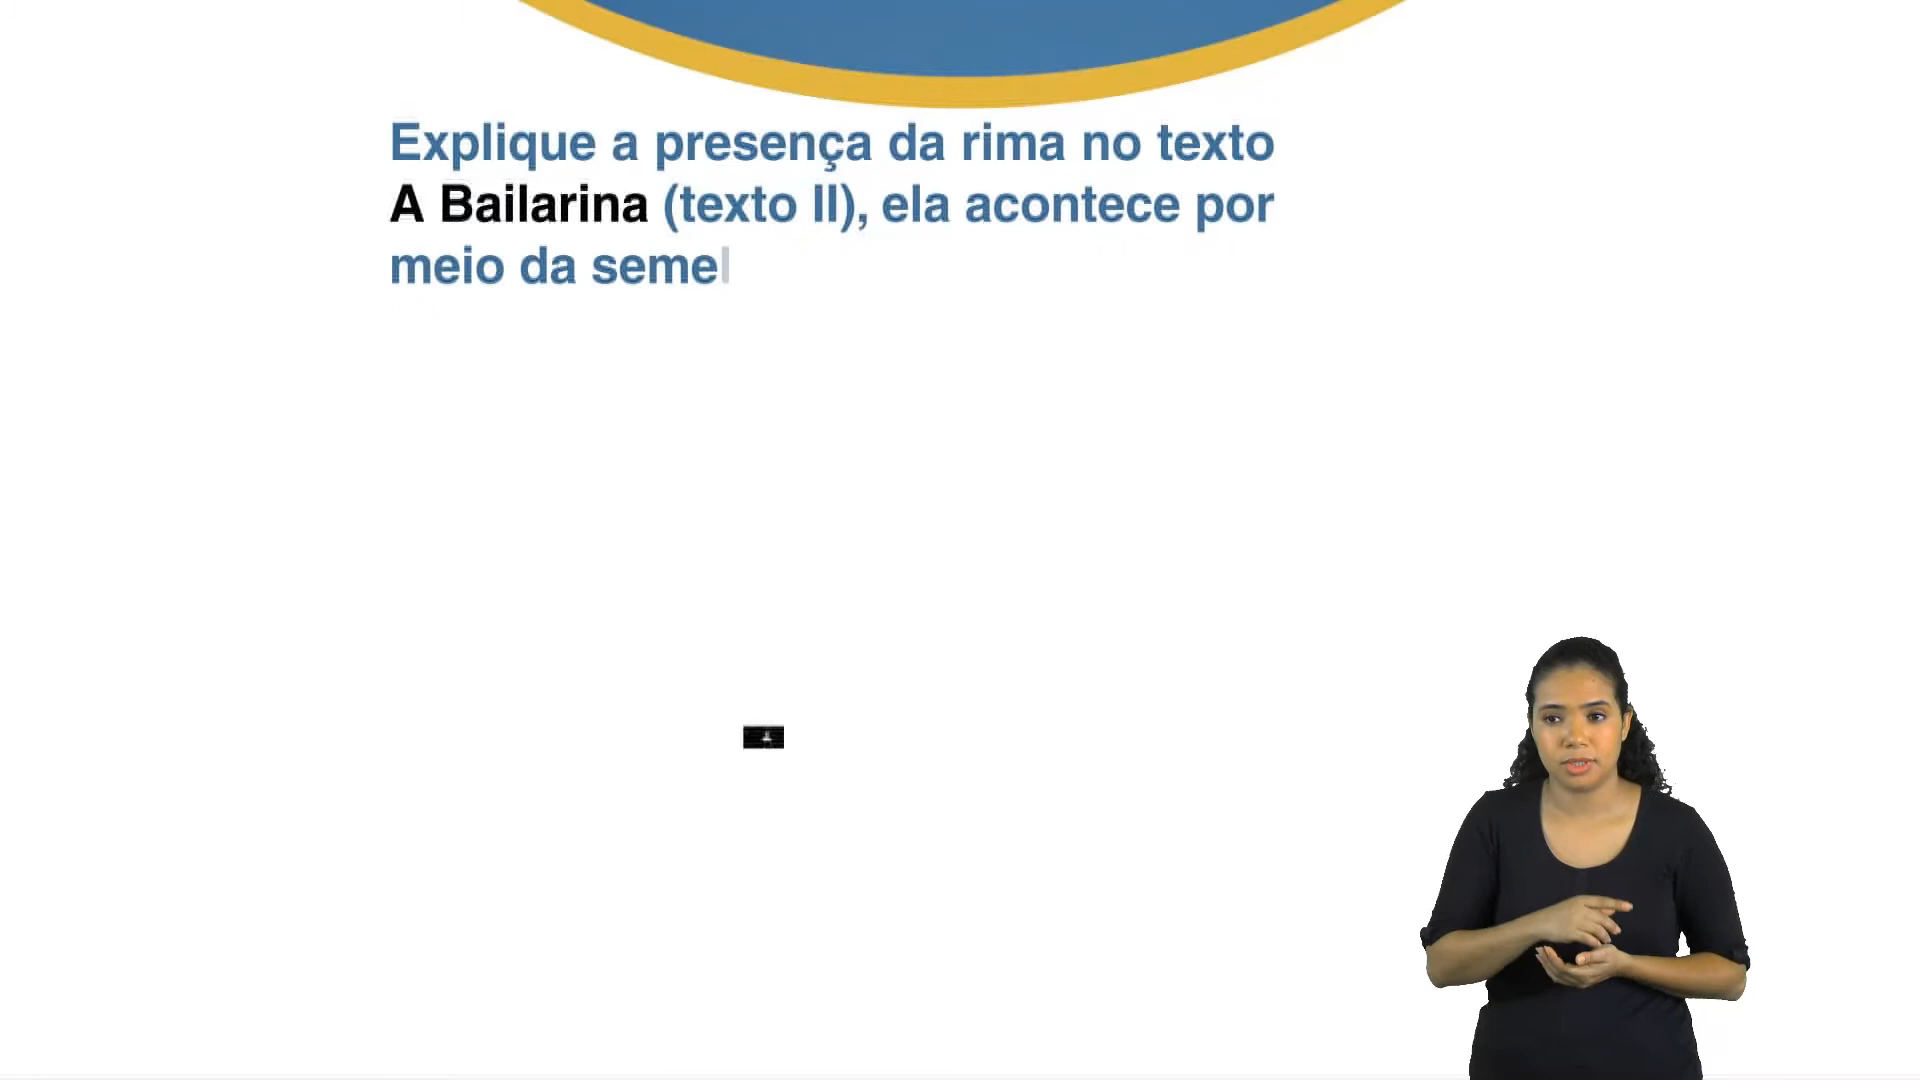 Explique a presença da rima no texto
A Bailarina (texto II), ela acontece por
meio da semel